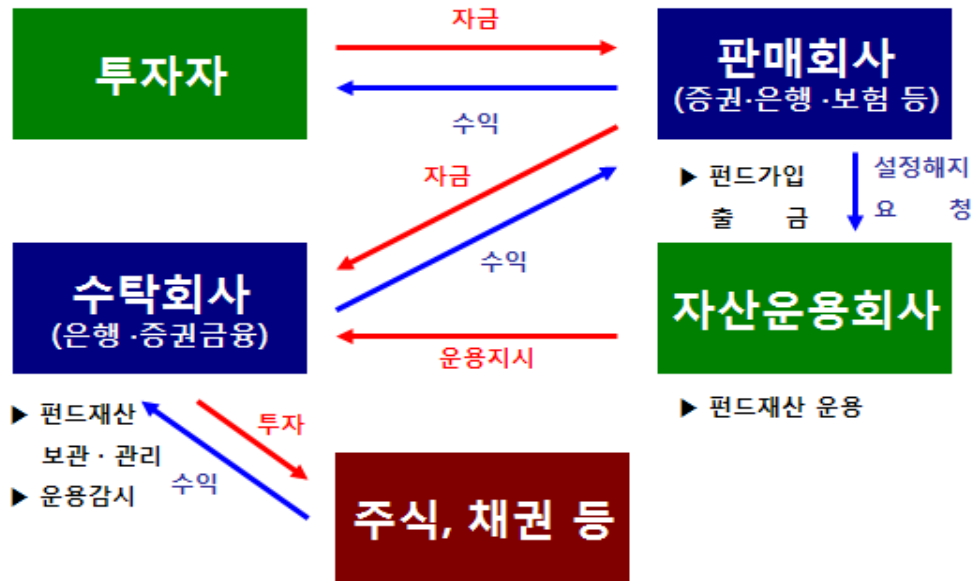 자금
투자자
판매회사
(증권·은행 ·보험 등)
수익
자금
▶ 펀드가입
출 금
설정해지
요 청
수익
수탁회사
(은행 ·증권금융)
자산운용회사
운용지시
▶ 펀드재산
보관 · 관리
▶ 운용감시
투자
수익
▶ 펀드재산 운용
주식, 채권 등